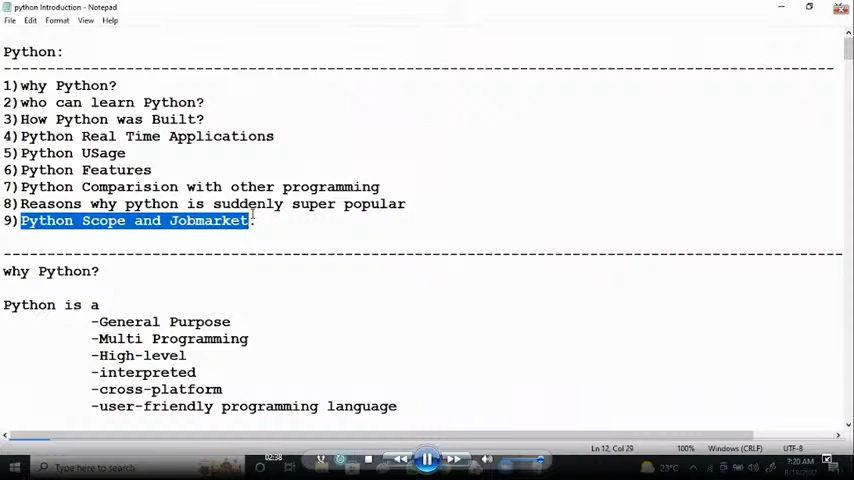 python Introduction - Notepad
File Edit Format View Help
Python:
--------------------------------------------------------------------------------
1)why Python?
2)who can learn Python?
3)How Python was Built?
4)Python Real Time Applications
5)Python USage
6)Python Features
7)Python Comparision with other programming
8)Reasons why python is suddenly super popular
9)Python Scope and Jobmarket.
--------------------------------------------------------------------------------
why Python?
Python is a
-General Purpose
-Multi Programming
-High-level
-interpreted
-cross-platform
-user-friendly programming language
Ln 12, Col 29 100% Windows (CRLF) UTF-8
02:38
Type here to search
23°C
7:20 AM